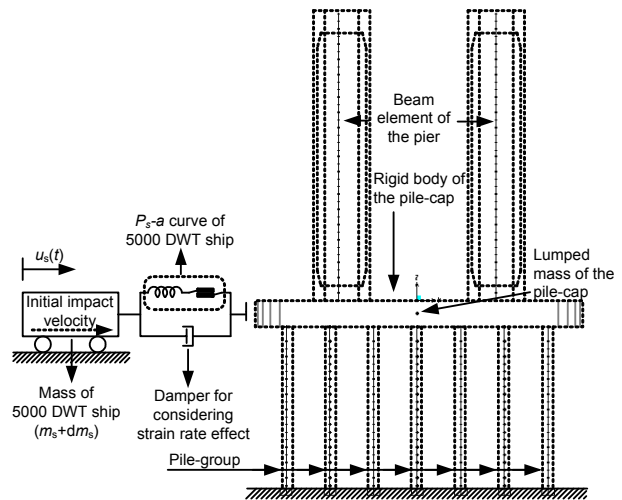 Beam
element of
the pier
Rigid body of
the pile-cap
Pₛ-a curve of
5000 DWT ship
uₛ(t)
Lumped
mass of the
pile-cap
Initial impact
velocity
z
Mass of
5000 DWT ship
(mₛ+dmₛ)
Damper for
considering
strain rate effect
Pile-group